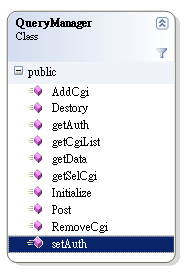 QueryManager
Class
public
AddCgi
Destory
getAuth
getCgiList
getData
getSelCgi
Initialize
Post
RemoveCgi
setAuth